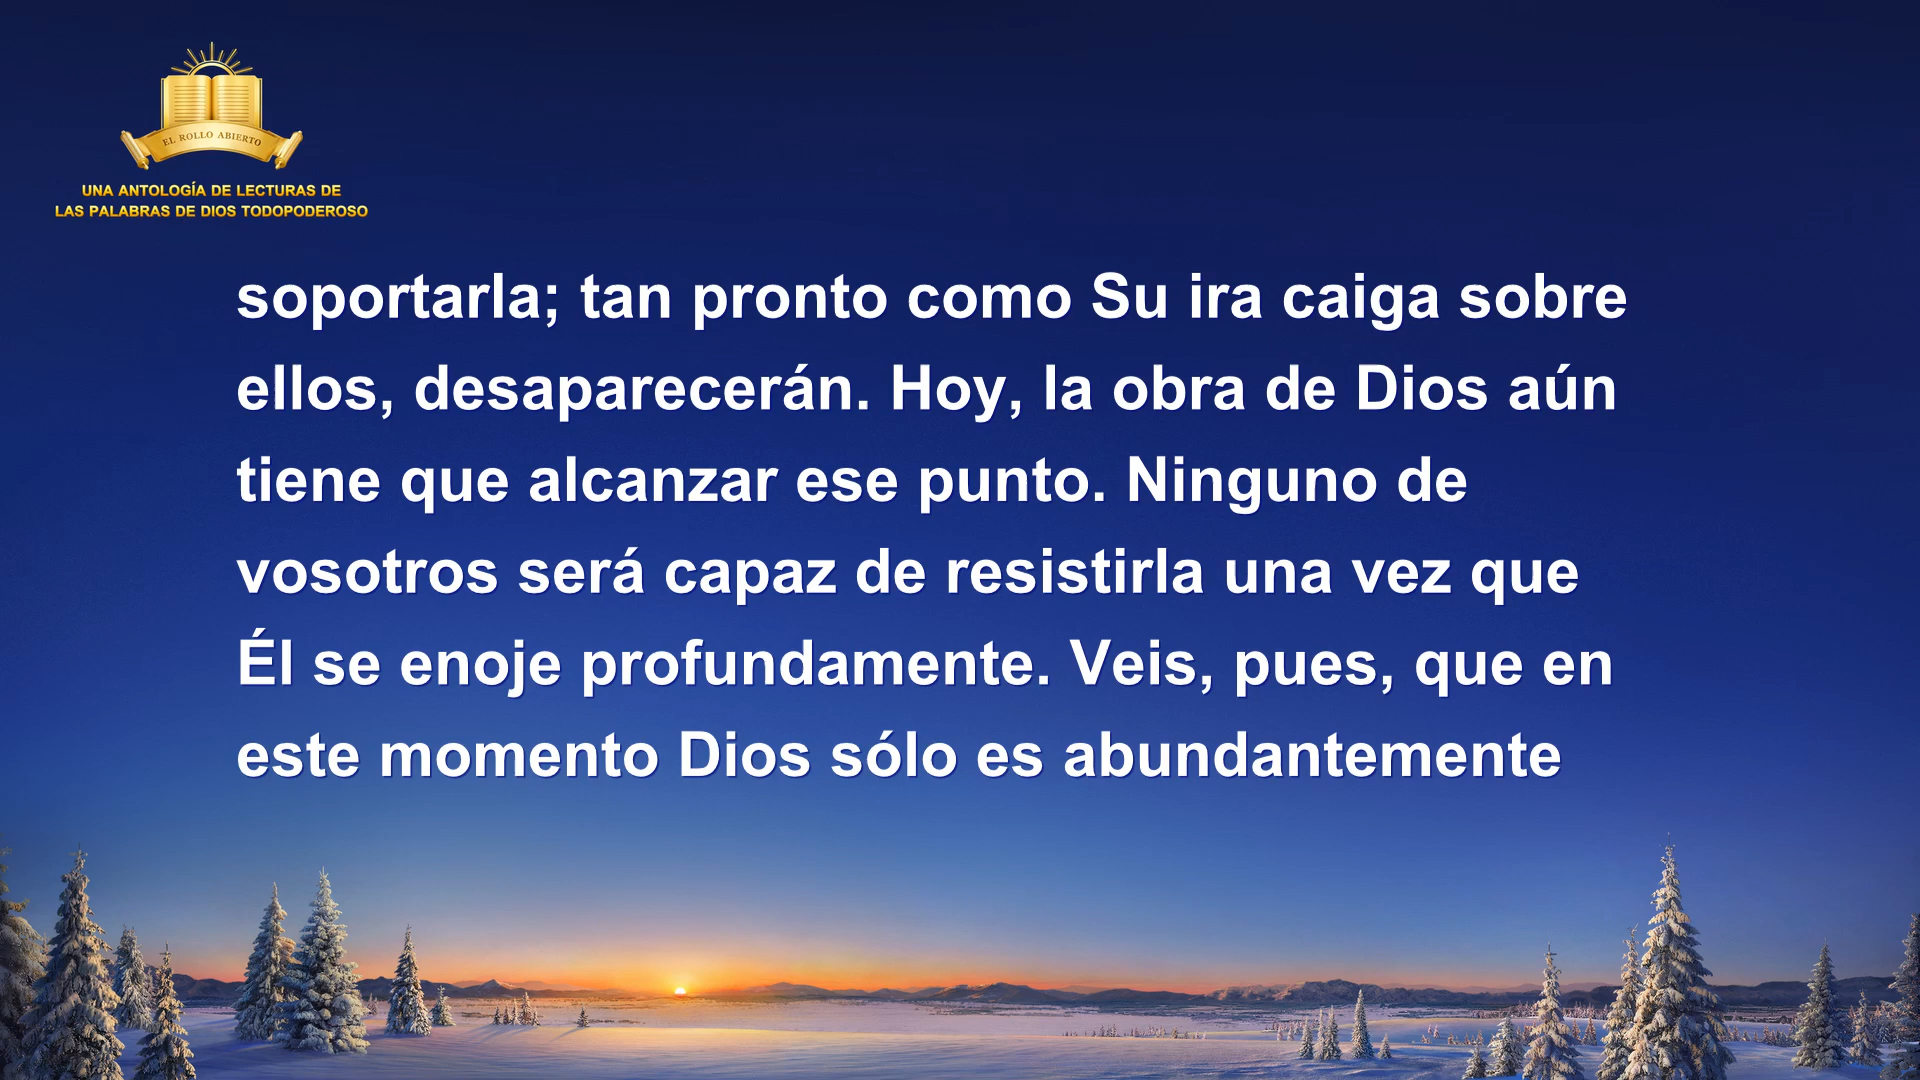 EL ROLLO ABIERTO
UNA ANTOLOGÍA DE LECTURAS DE
LAS PALABRAS DE DIOS TODOPODEROSO
soportarla; tan pronto como Su ira caiga sobre
ellos, desaparecerán. Hoy, la obra de Dios aún
tiene que alcanzar ese punto. Ninguno de
vosotros será capaz de resistirla una vez que
Él se enoje profundamente. Veis, pues, que en
este momento Dios sólo es abundantemente